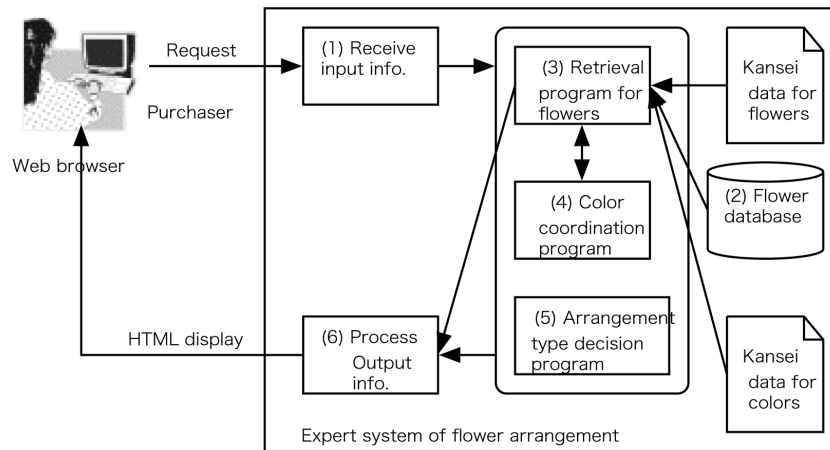 Request
Purchaser
Web browser
HTML display
(1) Receive
input info.
(3) Retrieval
program for
flowers
Kansei
data for
flowers
(2) Flower
database
(4) Color
coordination
program
(5) Arrangement
type decision
program
(6) Process
Output
info.
Kansei
data for
colors
Expert system of flower arrangement